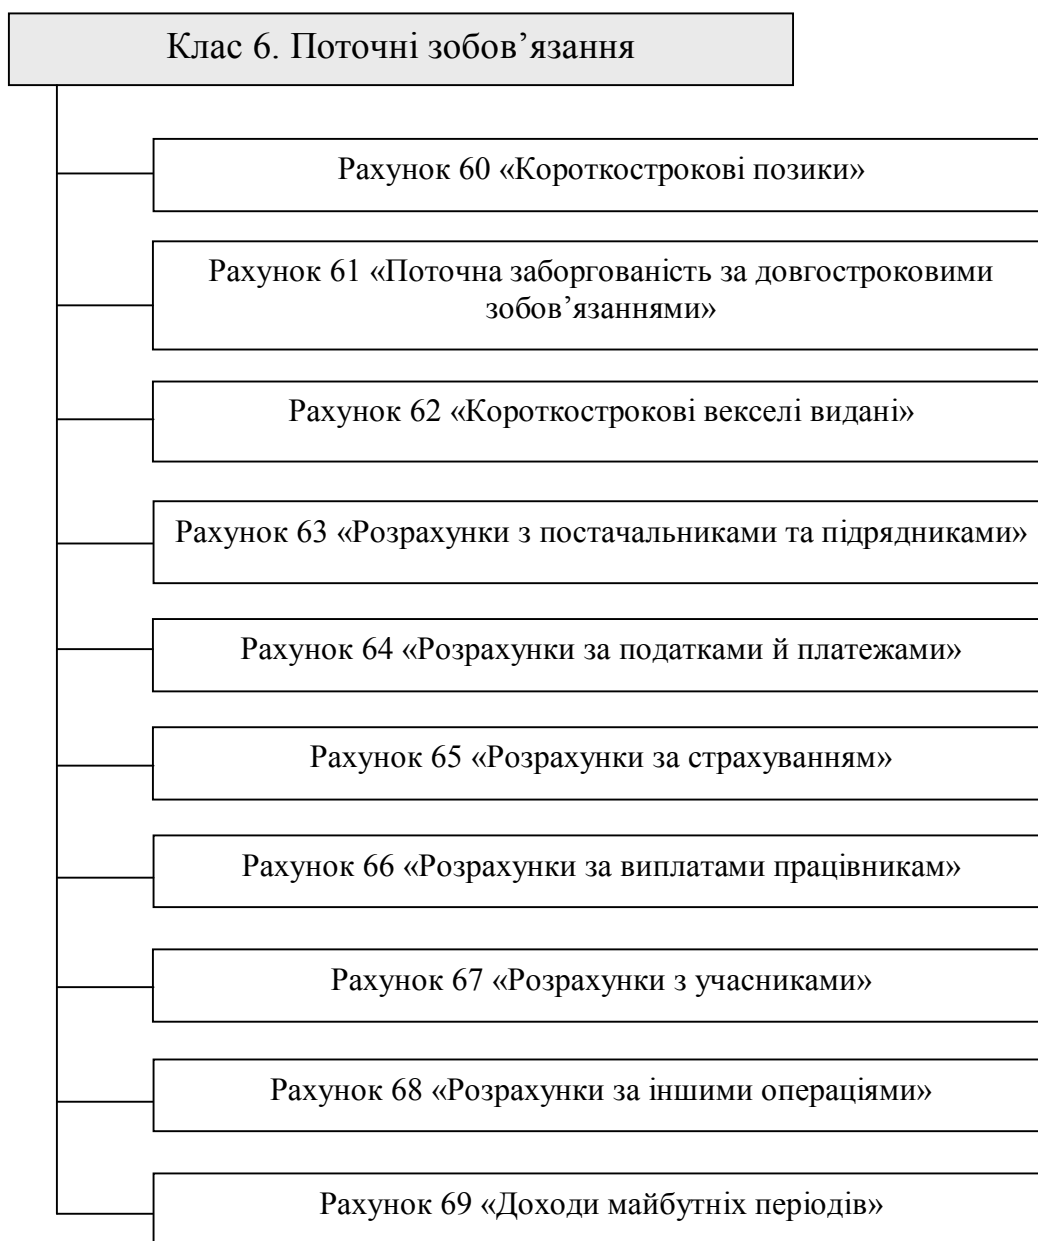 Клас 6. Поточні зобов’язання
Рахунок 60 «Короткострокові позики»
Рахунок 61 «Поточна заборгованість за довгостроковими
зобов’язаннями»
Рахунок 62 «Короткострокові векселі видані»
Рахунок 63 «Розрахунки з постачальниками та підрядниками»
Рахунок 64 «Розрахунки за податками й платежами»
Рахунок 65 «Розрахунки за страхуванням»
Рахунок 66 «Розрахунки за виплатами працівникам»
Рахунок 67 «Розрахунки з учасниками»
Рахунок 68 «Розрахунки за іншими операціями»
Рахунок 69 «Доходи майбутніх періодів»